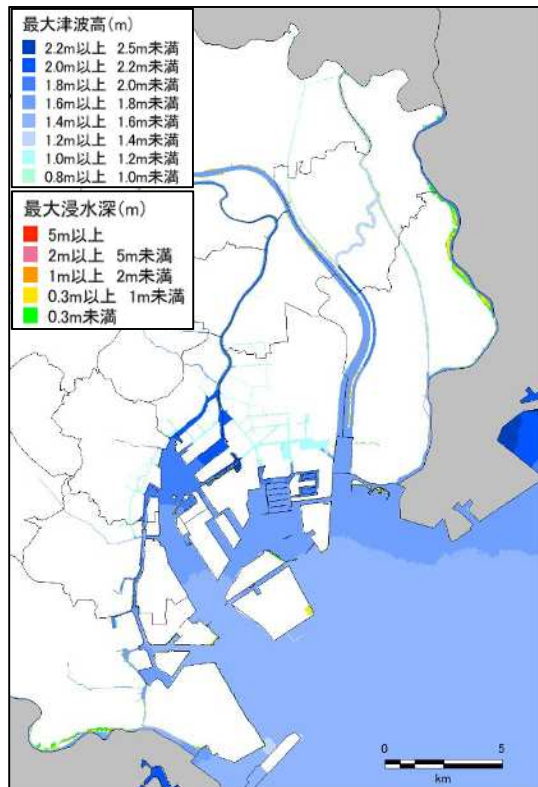 最大津波高(m)
2.2m以上 2.5m未満
2.0m以上 2.2m未満
1.8m以上 2.0m未満
1.6m以上 1.8m未満
1.4m以上 1.6m未満
1.2m以上 1.4m未満
1.0m以上 1.2m未満
0.8m以上 1.0m未満
最大浸水深(m)
5m以上
2m以上 5m未満
1m以上 2m未満
0.3m以上 1m未満
0.3m未満
0 5
km